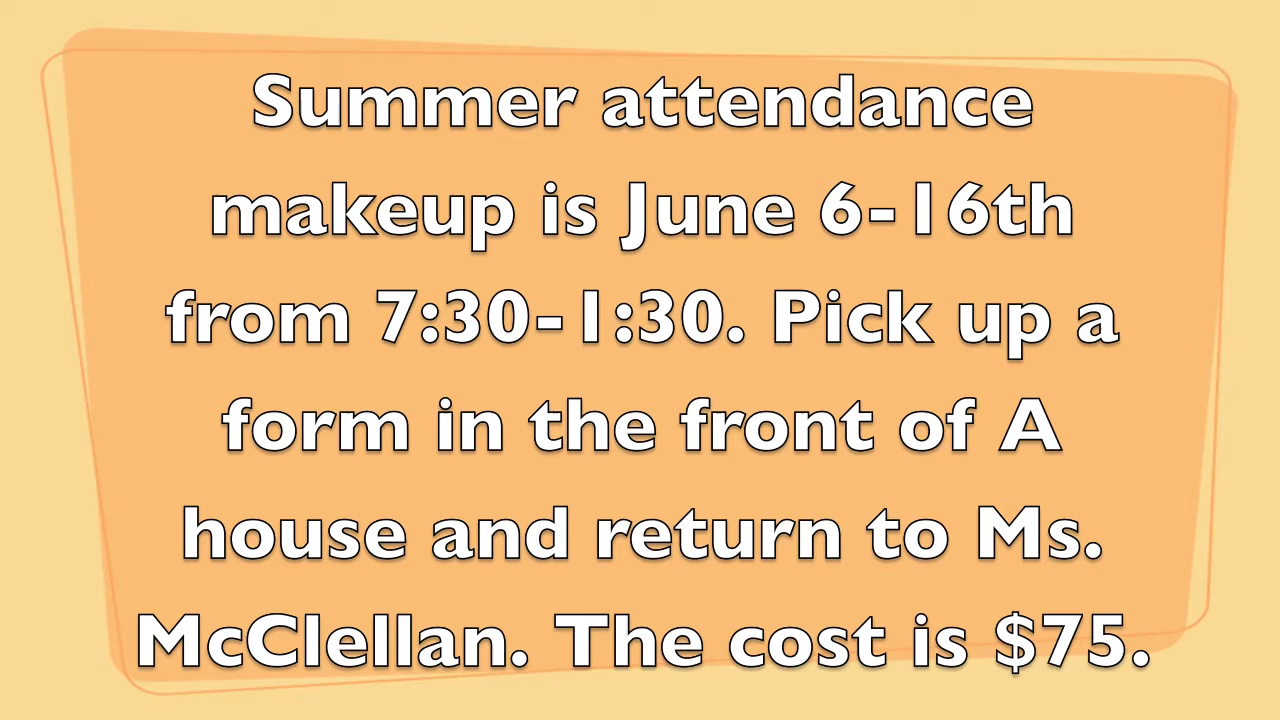 Summer attendance
makeup is June 6-16th
from 7:30-1:30. Pick up a
form in the front of A
house and return to Ms.
McClellan. The cost is $75.